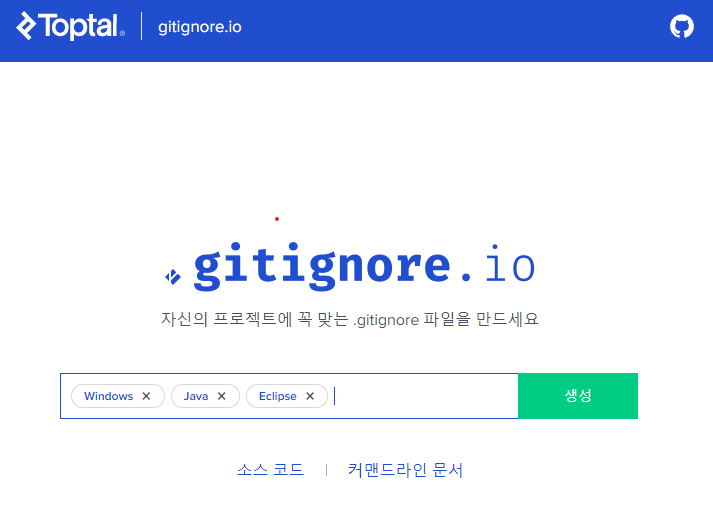 Toptal® gitignore.io
.gitignore.io
자신의 프로젝트에 꼭 맞는 .gitignore 파일을 만드세요
Windows × Java × Eclipse × 생성
소스 코드 | 커맨드라인 문서